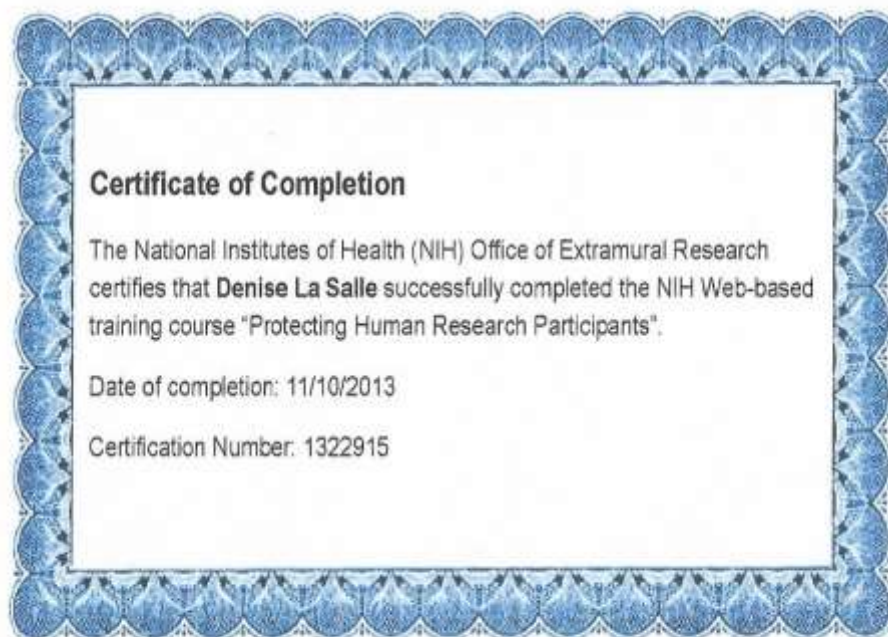 Certificate of Completion
The National Institutes of Health (NIH) Office of Extramural Research
certifies that Denise La Salle successfully completed the NIH Web-based
training course “Protecting Human Research Participants”.
Date of completion: 11/10/2013
Certification Number: 1322915